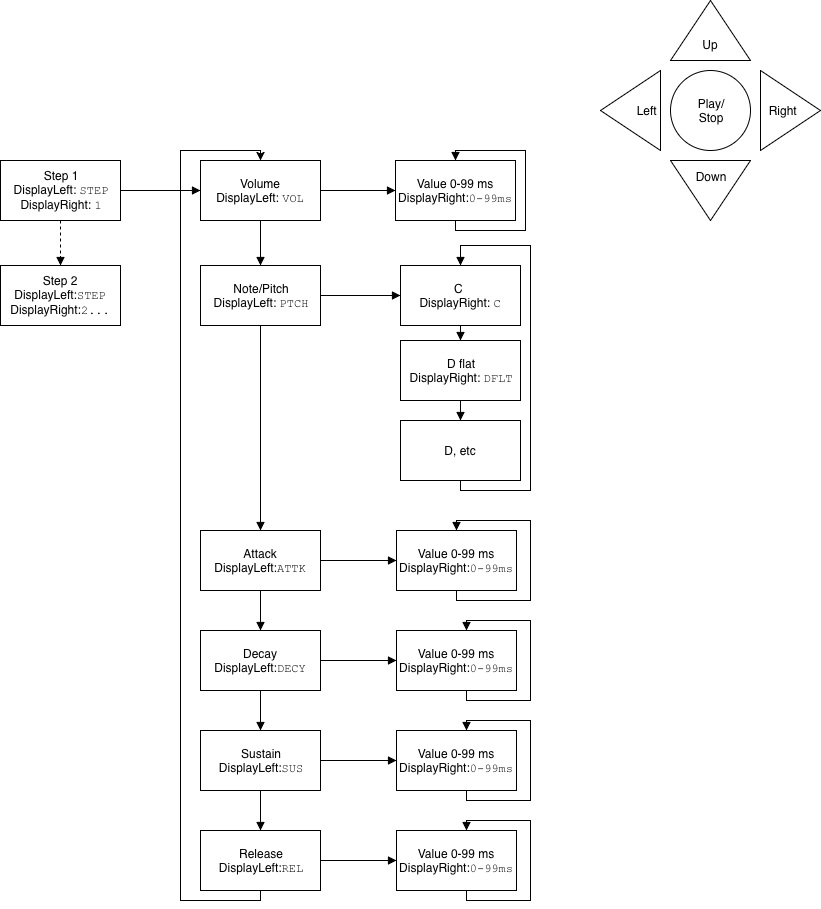 Up
Left
Play/
Stop
Right
Down
Step 1
DisplayLeft: STEP
DisplayRight: 1
Volume
DisplayLeft: VOL
Value 0-99 ms
DisplayRight:0-99ms
Step 2
DisplayLeft:STEP
DisplayRight:2...
Note/Pitch
DisplayLeft: PTCH
C
DisplayRight: C
D flat
DisplayRight: DFLT
D, etc
Attack
DisplayLeft:ATTK
Value 0-99 ms
DisplayRight:0-99ms
Decay
DisplayLeft:DECY
Value 0-99 ms
DisplayRight:0-99ms
Sustain
DisplayLeft:SUS
Value 0-99 ms
DisplayRight:0-99ms
Release
DisplayLeft:REL
Value 0-99 ms
DisplayRight:0-99ms